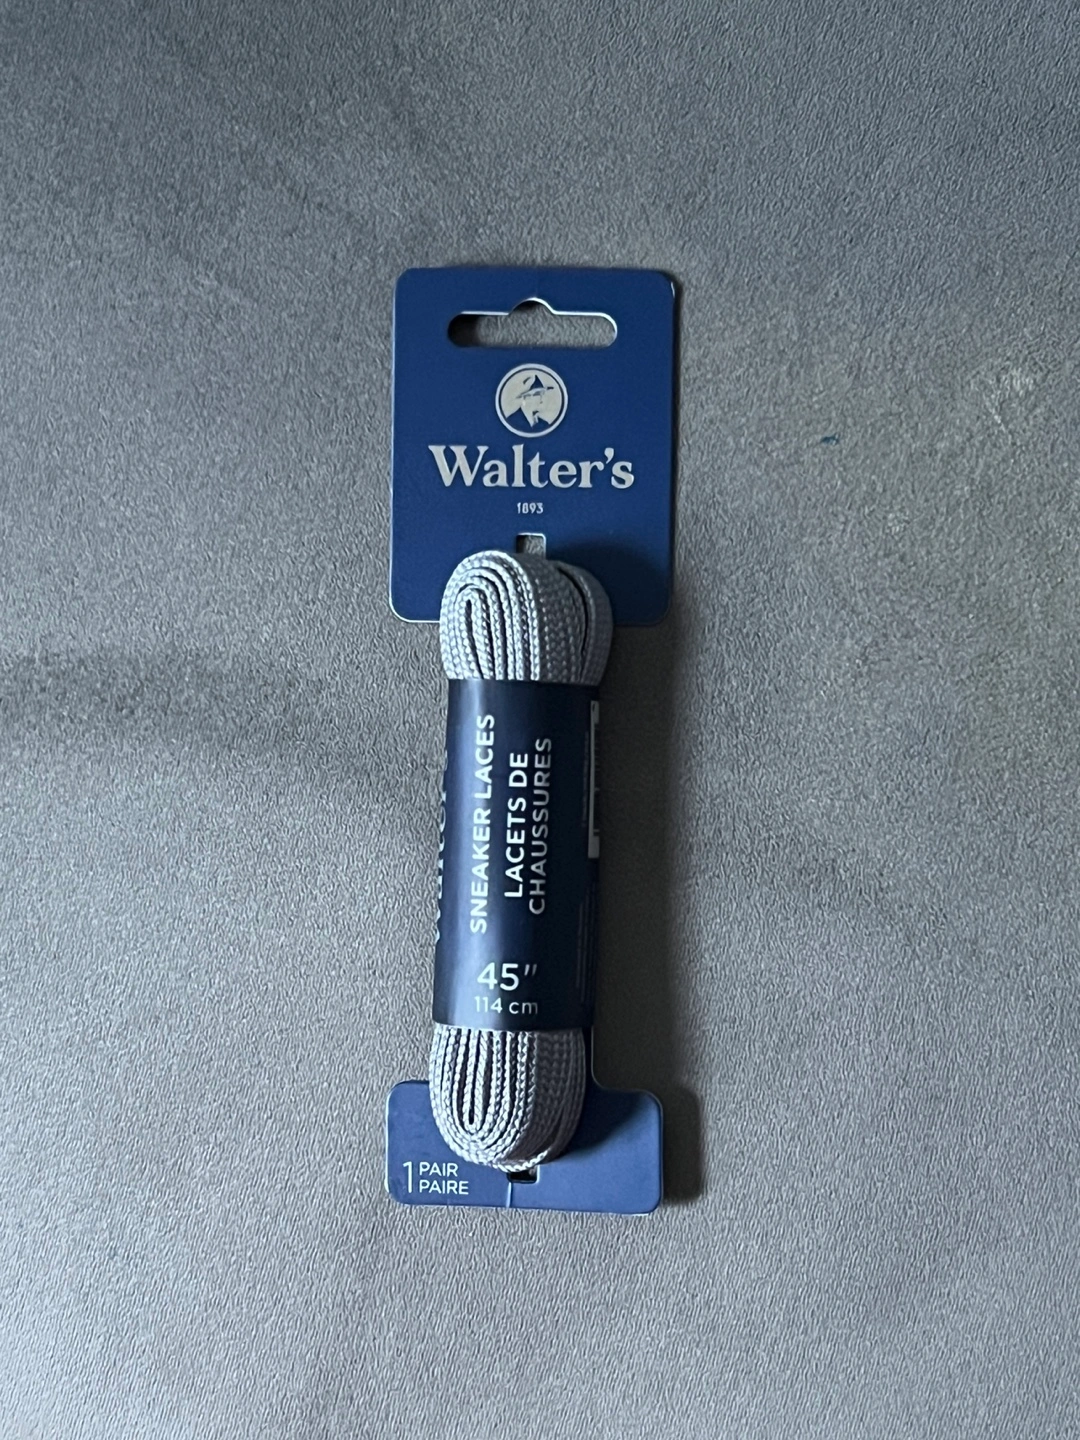 Walter's
1893
SNEAKER LACES
LACETS DE
CHAUSSURES
45"
114 cm
1 PAIR
PAIRE